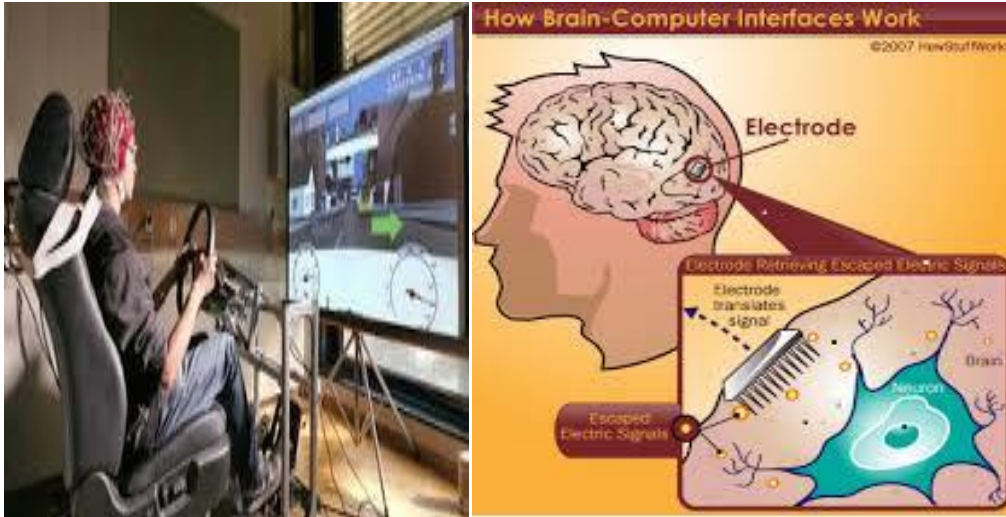 How Brain-Computer Interfaces Work
©2007 HowStuffWork
Electrode
Electrode Retrieving Escaped Electric Signals
Electrode
translates
signal
Brain
Neuron
Escaped
Electric Signals